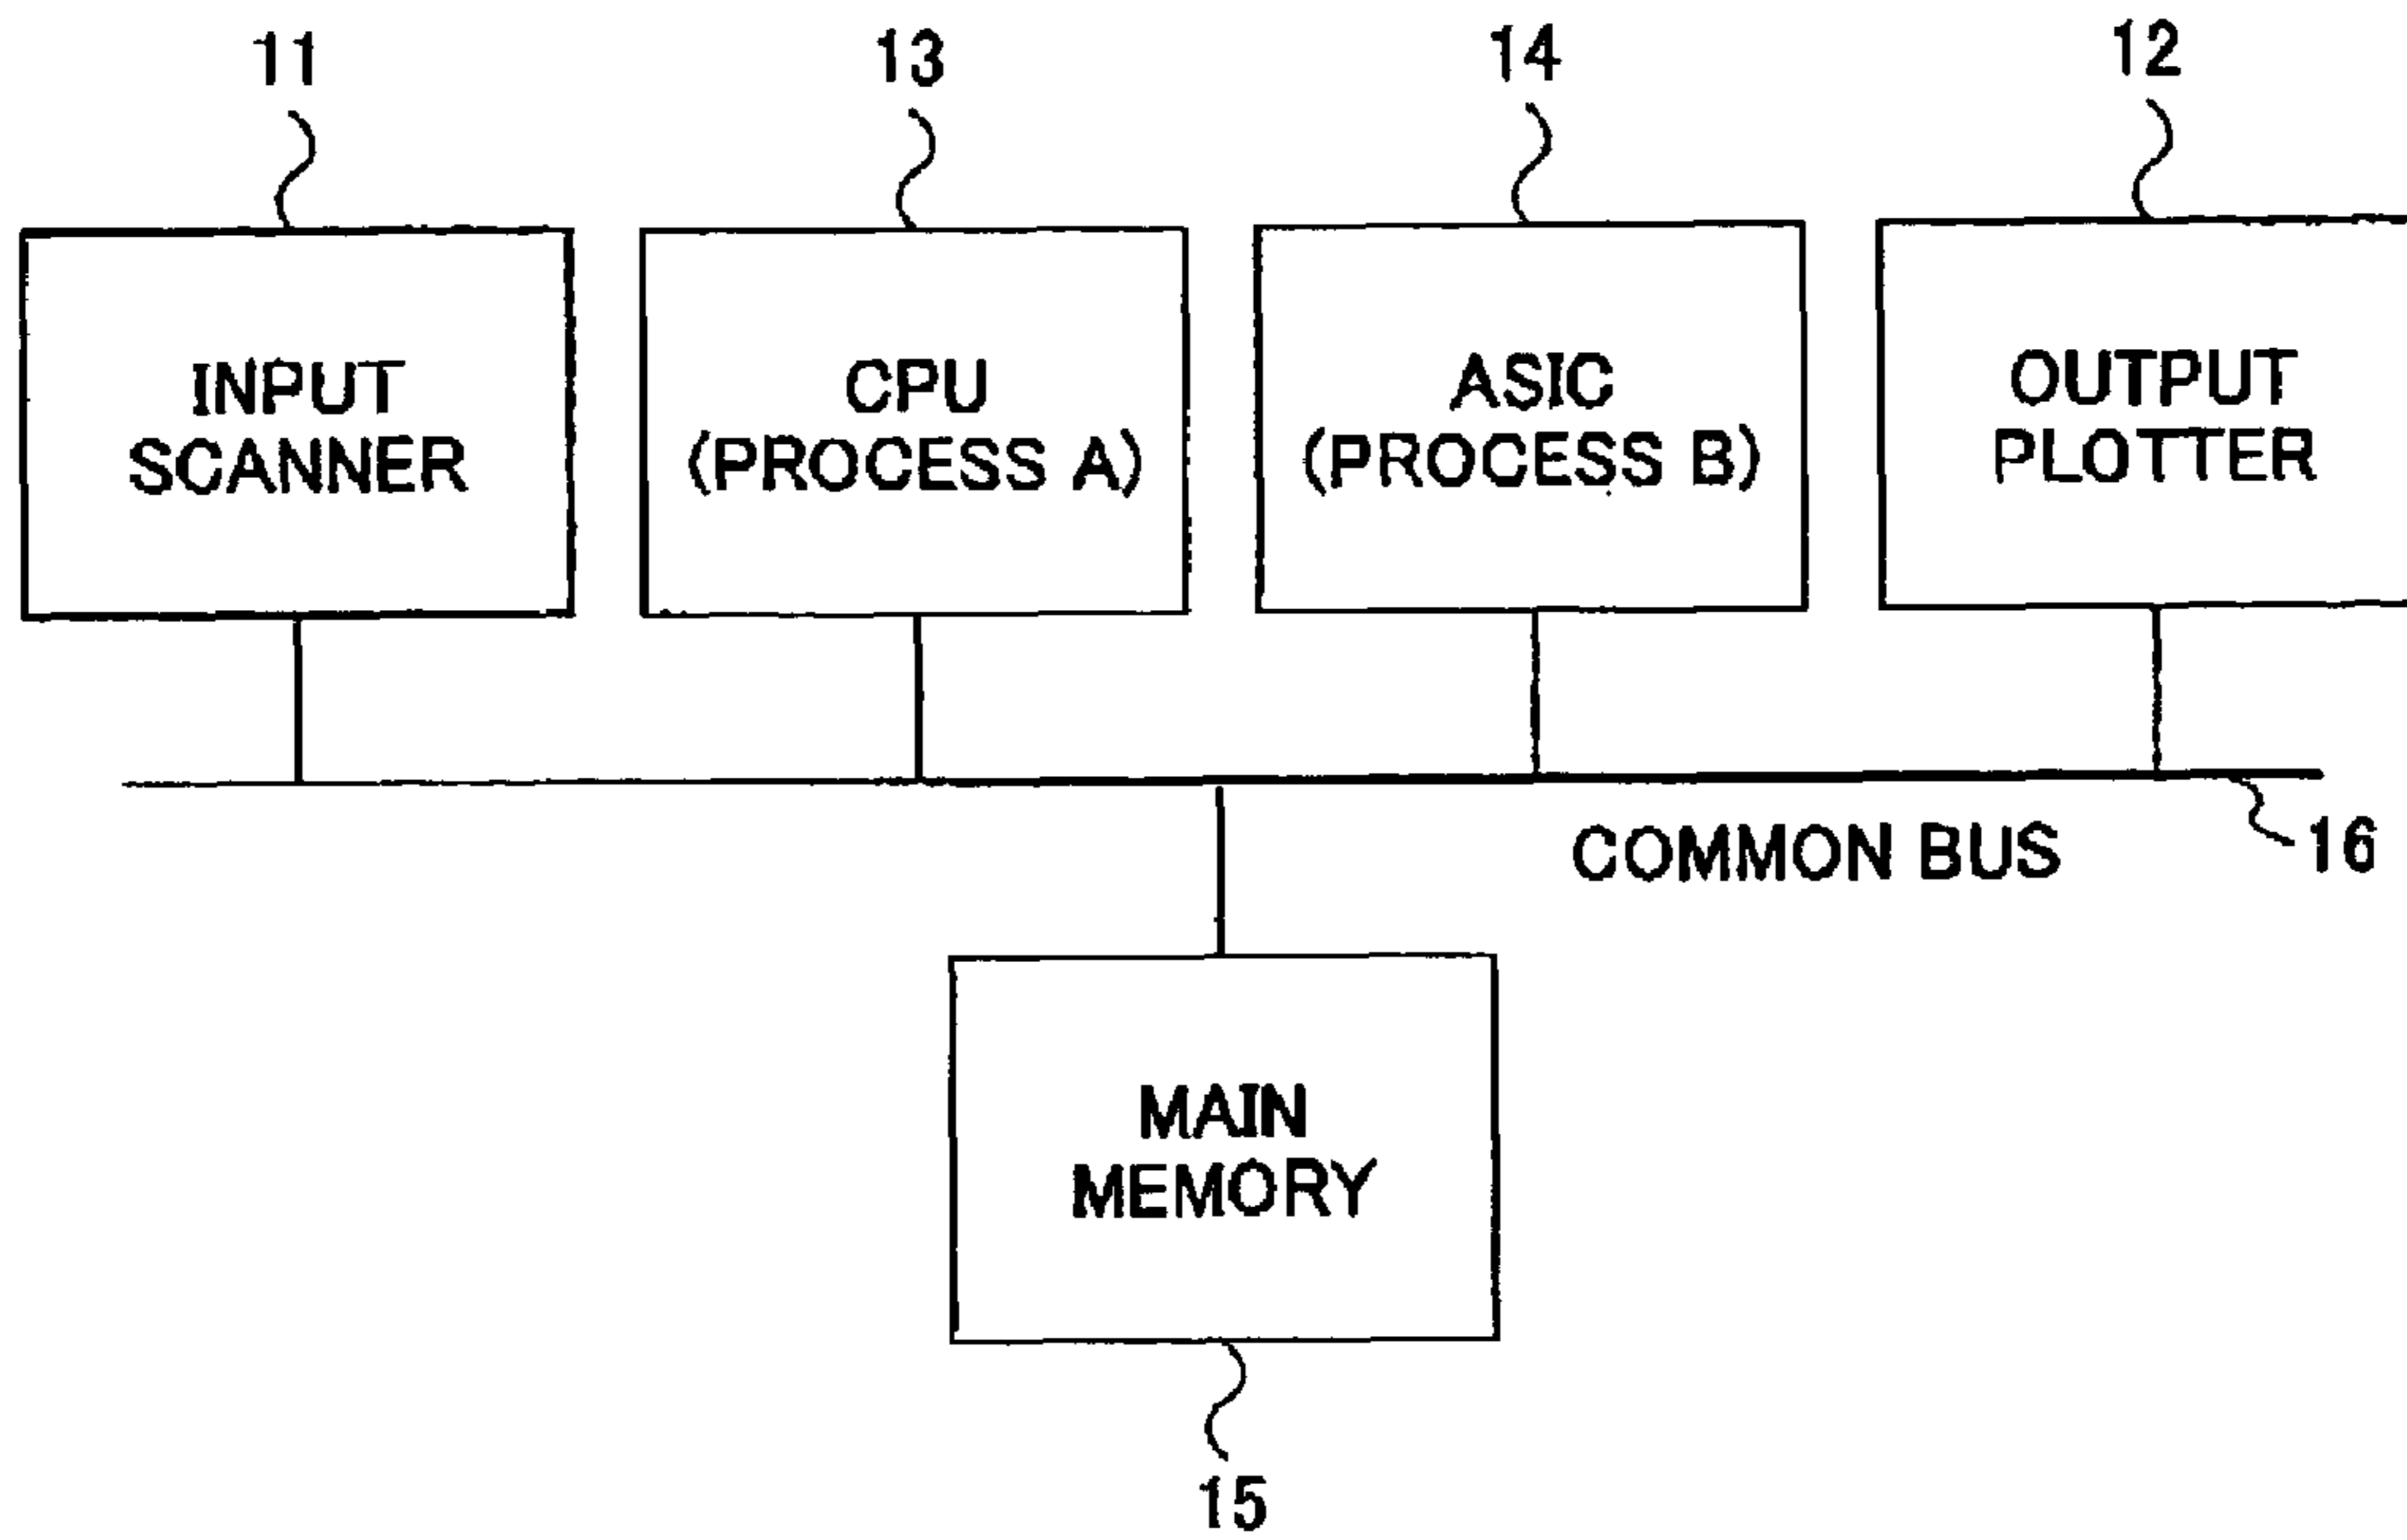 11
13
14
12
INPUT
SCANNER
CPU
(PROCESS A)
ASIC
(PROCESS B)
OUTPUT
PLOTTER
COMMON BUS
16
MAIN
MEMORY
15